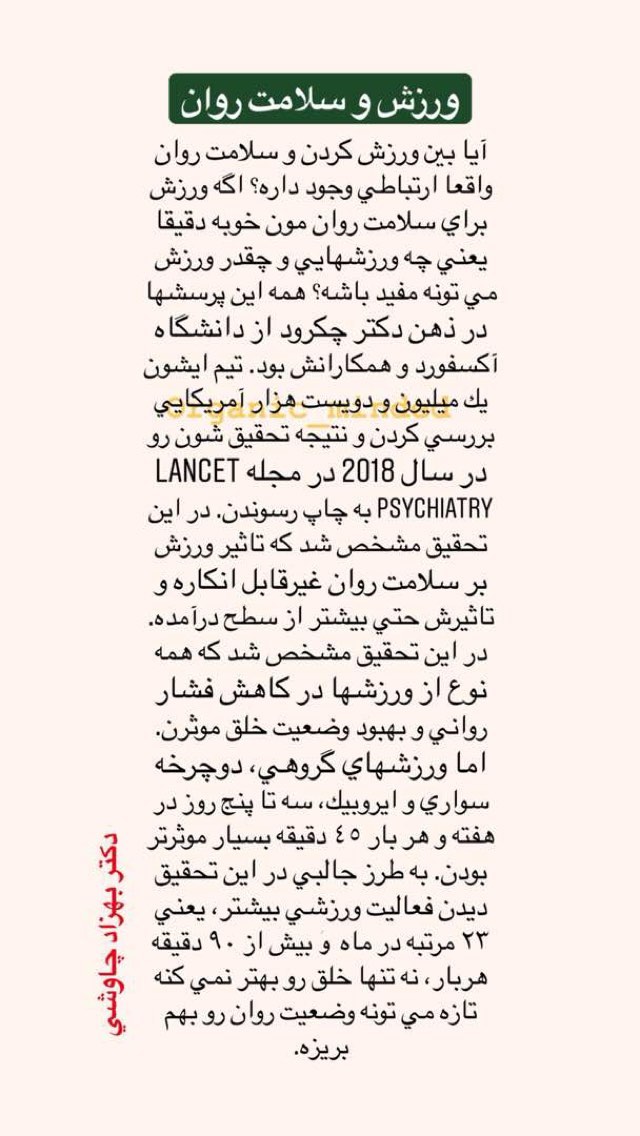 ورزش و سلامت روان
آيا بين ورزش كردن و سلامت روان
واقعا ارتباطي وجود داره؟ اگه ورزش
براي سلامت روان مون خوبه دقيقا
يعني چه ورزشهايي و چقدر ورزش
مي تونه مفيد باشه؟ همه اين پرسشها
در ذهن دكتر چكرود از دانشگاه
آكسفورد و همكارانش بود. تيم ايشون
يك ميليون و دويست هزار آمريكايي
بررسي كردن و نتيجه تحقيق شون رو
در سال 2018 در مجله LANCET
PSYCHIATRY به چاپ رسوندن. در اين
تحقيق مشخص شد كه تاثير ورزش
بر سلامت روان غيرقابل انكاره و
تاثيرش حتي بيشتر از سطح درآمده.
در اين تحقيق مشخص شد كه همه
نوع از ورزشها در كاهش فشار
رواني و بهبود وضعيت خلق موثرن.
اما ورزشهاي گروهي، دوچرخه
سواري و ايروبيك، سه تا پنج روز در
هفته و هر بار ٤٥ دقيقه بسيار موثرتر
بودن. به طرز جالبي در اين تحقيق
ديدن فعاليت ورزشي بيشتر، يعني
٢٣ مرتبه در ماه وَ بيش از ٩٠ دقيقه
هربار، نه تنها خلق رو بهتر نمي كنه
تازه مي تونه وضعيت روان رو بهم
بريزه.
دكتر بهزاد چاوشي